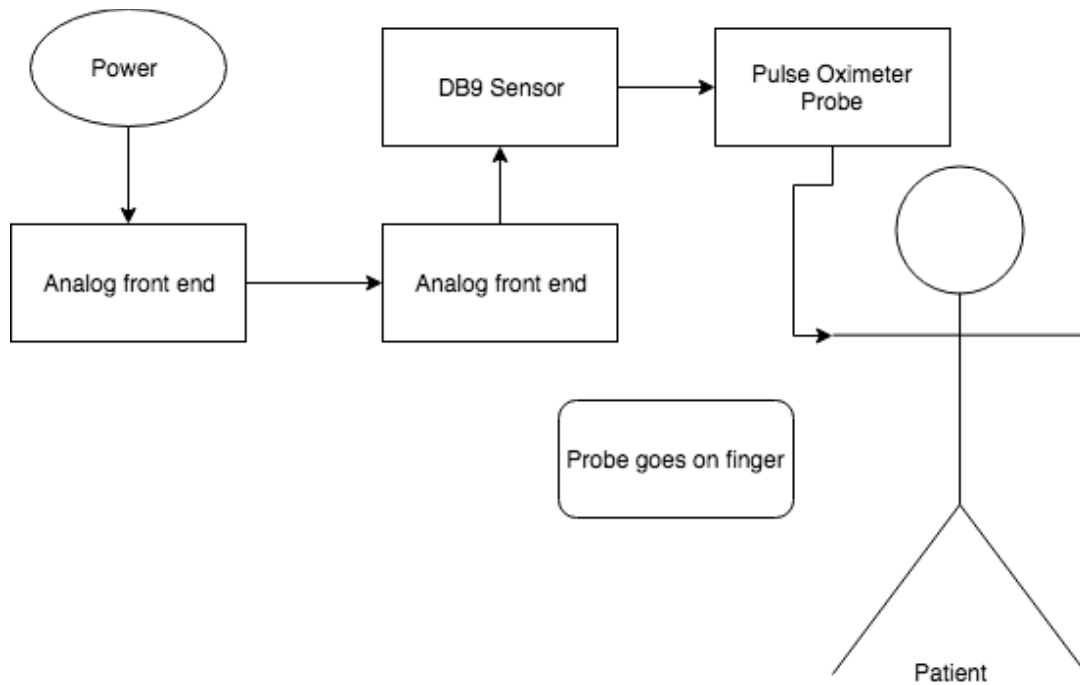 Power
DB9 Sensor
Pulse Oximeter
Probe
Analog front end
Analog front end
Probe goes on finger
Patient